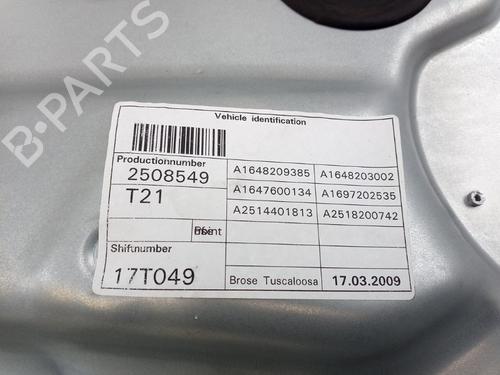 B-PARTS
Vehicle identification
Productionnumber
2508549
T21
Shiftnumber
17T049
A1648209385 A1648203002
A1647600134 A1697202535
A2514401813 A2518200742
Brose Tuscaloosa 17.03.2009